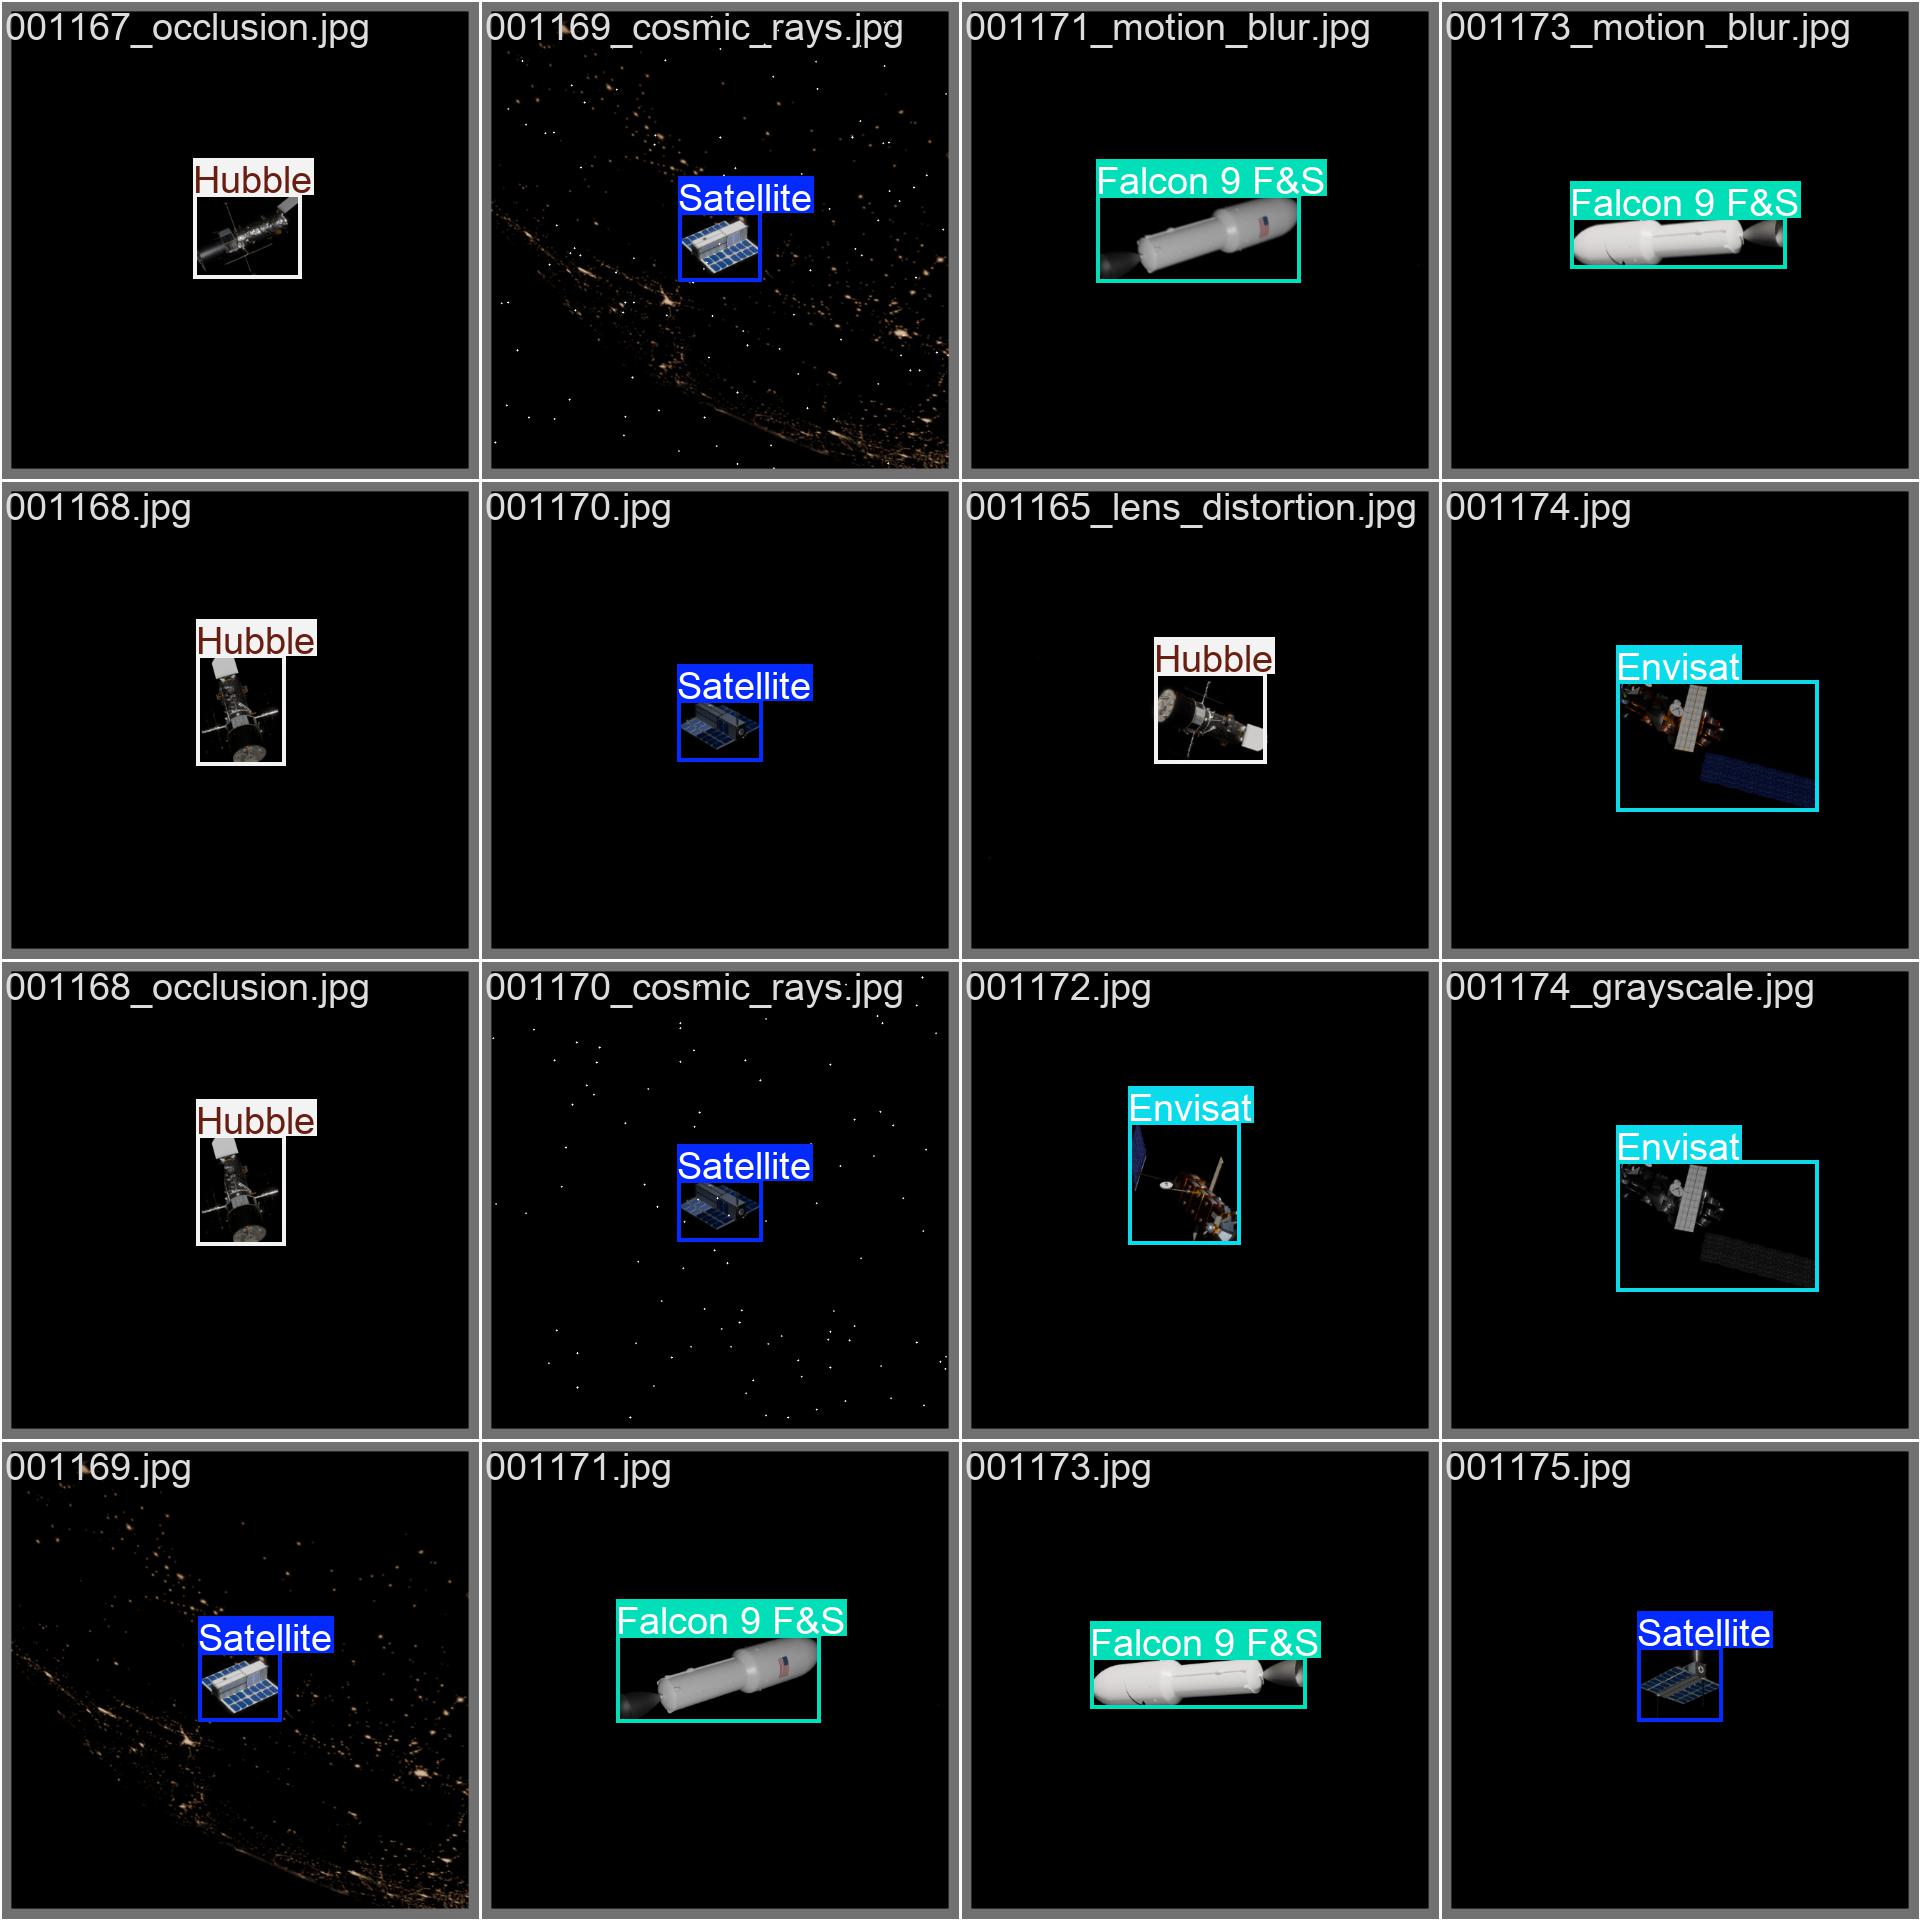 001167_occlusion.jpg
Hubble
001169_cosmic_rays.jpg
Satellite
001171_motion_blur.jpg
Falcon 9 F&S
001173_motion_blur.jpg
Falcon 9 F&S
001168.jpg
Hubble
001170.jpg
Satellite
001165_lens_distortion.jpg
Hubble
001174.jpg
Envisat
001168_occlusion.jpg
Hubble
001170_cosmic_rays.jpg
Satellite
001172.jpg
Envisat
001174_grayscale.jpg
Envisat
001169.jpg
Satellite
001171.jpg
Falcon 9 F&S
001173.jpg
Falcon 9 F&S
001175.jpg
Satellite